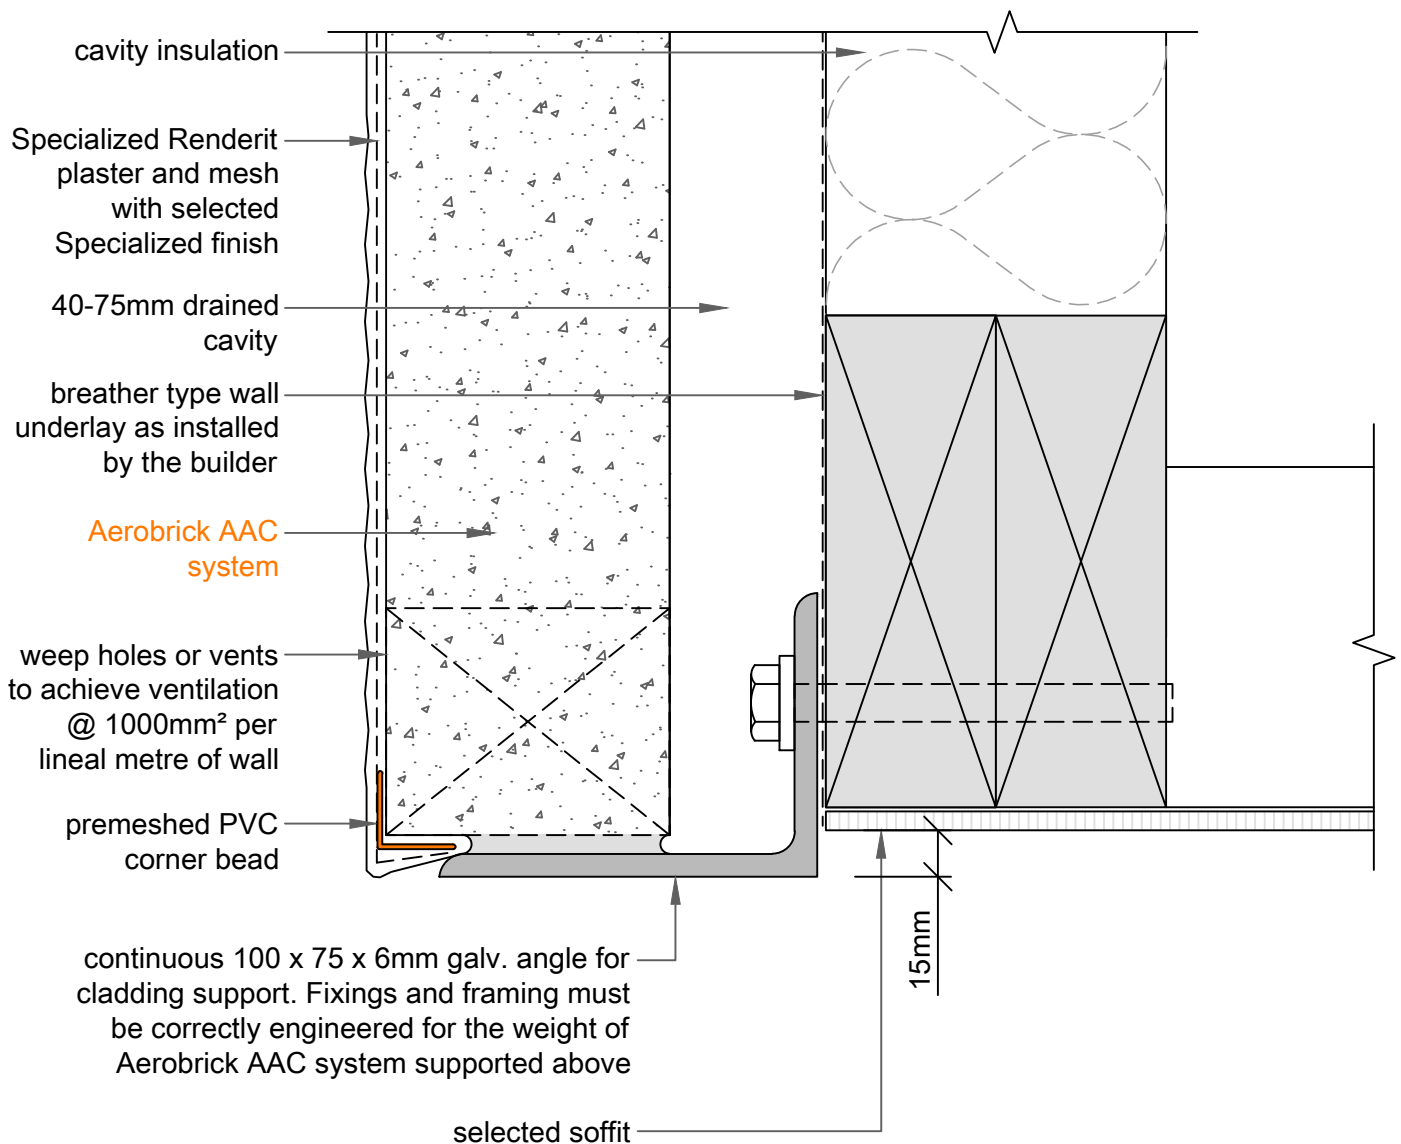 cavity insulation
Specialized Renderit
plaster and mesh
with selected
Specialized finish
40-75mm drained
cavity
breather type wall
underlay as installed
by the builder
Aerobrick AAC
system
weep holes or vents
to achieve ventilation
@ 1000mm² per
lineal metre of wall
premeshed PVC
corner bead
continuous 100 x 75 x 6mm galv. angle for
cladding support. Fixings and framing must
be correctly engineered for the weight of
Aerobrick AAC system supported above
15mm
selected soffit